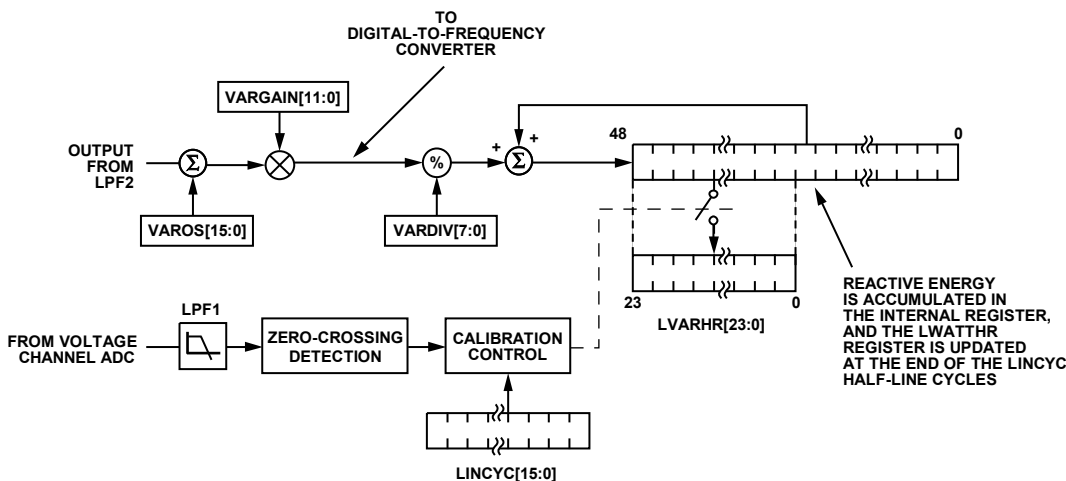 TO
DIGITAL-TO-FREQUENCY
CONVERTER
VARGAIN[11:0]
OUTPUT
FROM
LPF2
Σ
%
+
Σ
+
48
0
VAROS[15:0]
VARDIV[7:0]
23
0
LVARHR[23:0]
REACTIVE ENERGY
IS ACCUMULATED IN
THE INTERNAL REGISTER,
AND THE LWATTHR
REGISTER IS UPDATED
AT THE END OF THE LINCYC
HALF-LINE CYCLES
LPF1
FROM VOLTAGE
CHANNEL ADC
ZERO-CROSSING
DETECTION
CALIBRATION
CONTROL
LINCYC[15:0]